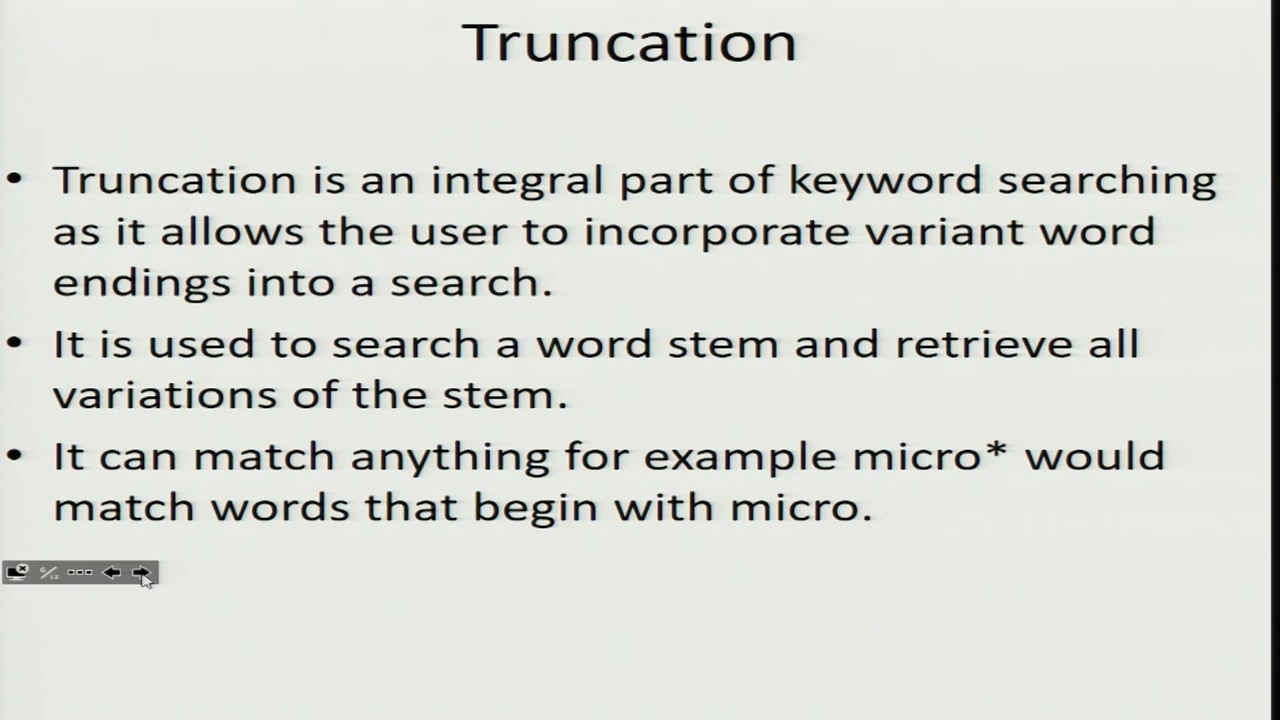 Truncation
• Truncation is an integral part of keyword searching
as it allows the user to incorporate variant word
endings into a search.
• It is used to search a word stem and retrieve all
variations of the stem.
• It can match anything for example micro* would
match words that begin with micro.